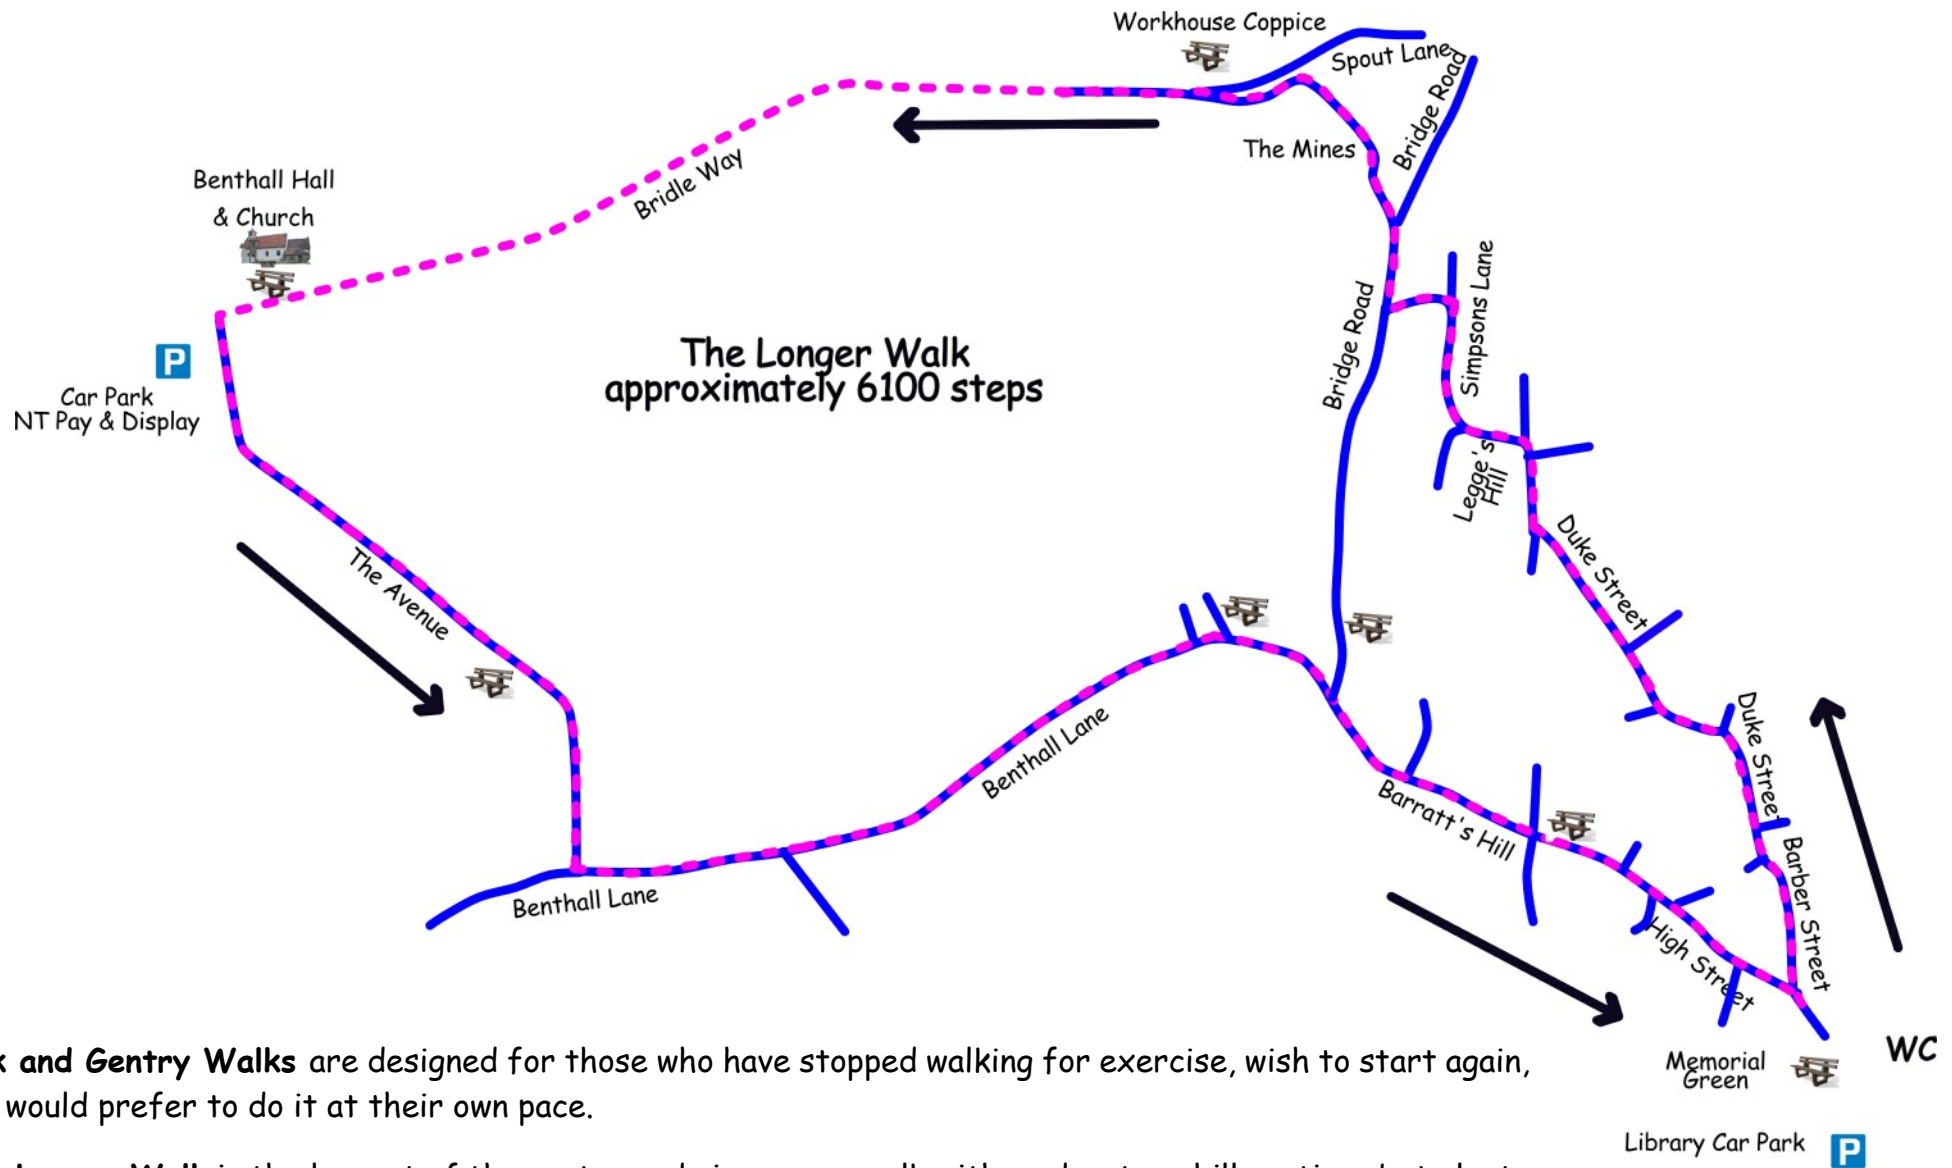 Workhouse Coppice
Spout Lane
Bridge Road
The Mines
Bridle Way
Benthall Hall
& Church
P
Car Park
NT Pay & Display
The Longer Walk
approximately 6100 steps
Bridge Road
Simpsons Lane
Legge's
Hill
Duke Street
Duke Street
Barber Street
The Avenue
Benthall Lane
Benthall Lane
Barratt's Hill
High Street
Memorial
Green
WC
Library Car Park
P
and Gentry Walks are designed for those who have stopped walking for exercise, wish to start again,
would prefer to do it at their own pace.